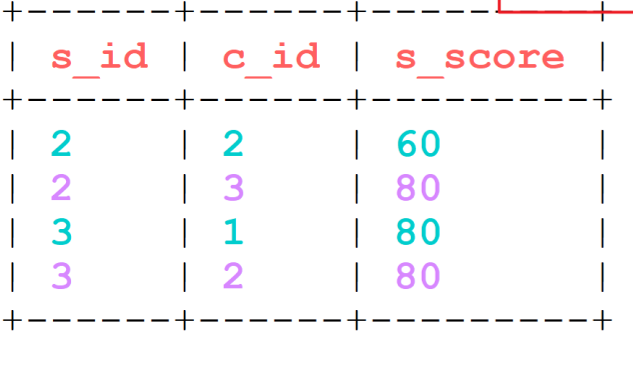 +------+------+---------+
| s_id | c_id | s_score |
+------+------+---------+
| 2    | 2    | 60      |
| 2    | 3    | 80      |
| 3    | 1    | 80      |
| 3    | 2    | 80      |
+------+------+---------+